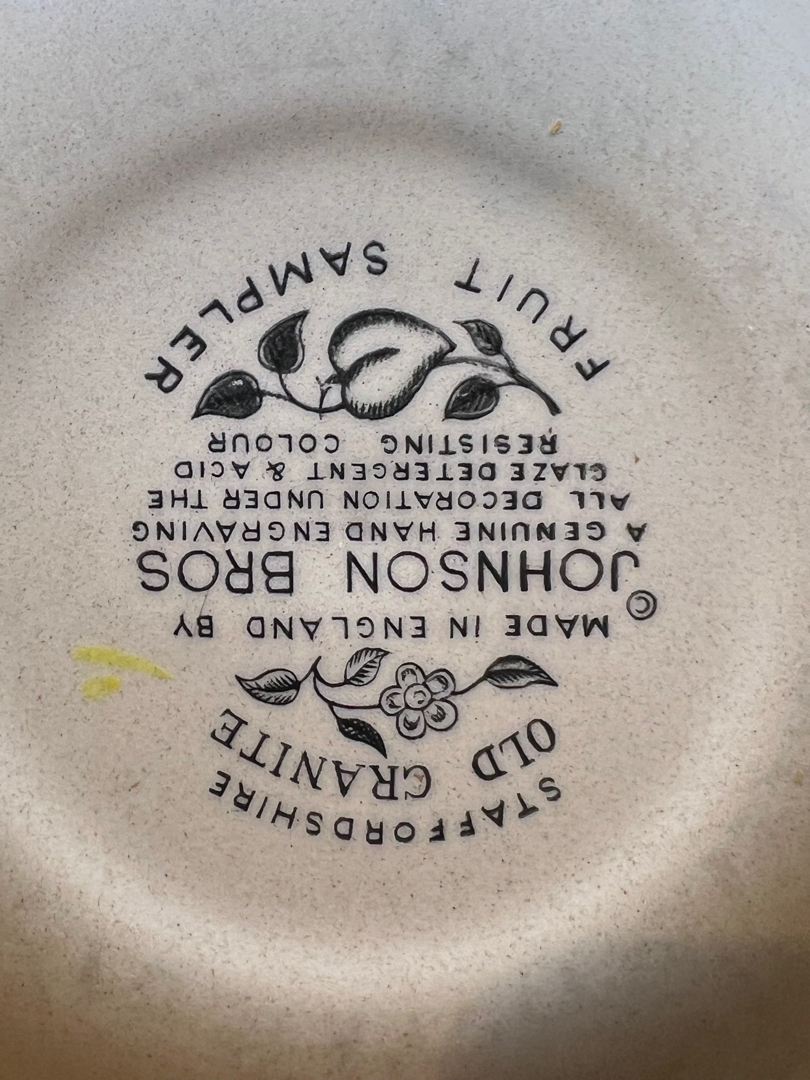 STAFFORDSHIRE
OLD GRANITE
MADE IN ENGLAND BY
©
JOHNSON BROS
A GENUINE HAND ENGRAVING
ALL DECORATION UNDER THE
GLAZE DETERGENT & ACID
RESISTING COLOUR
FRUIT SAMPLER